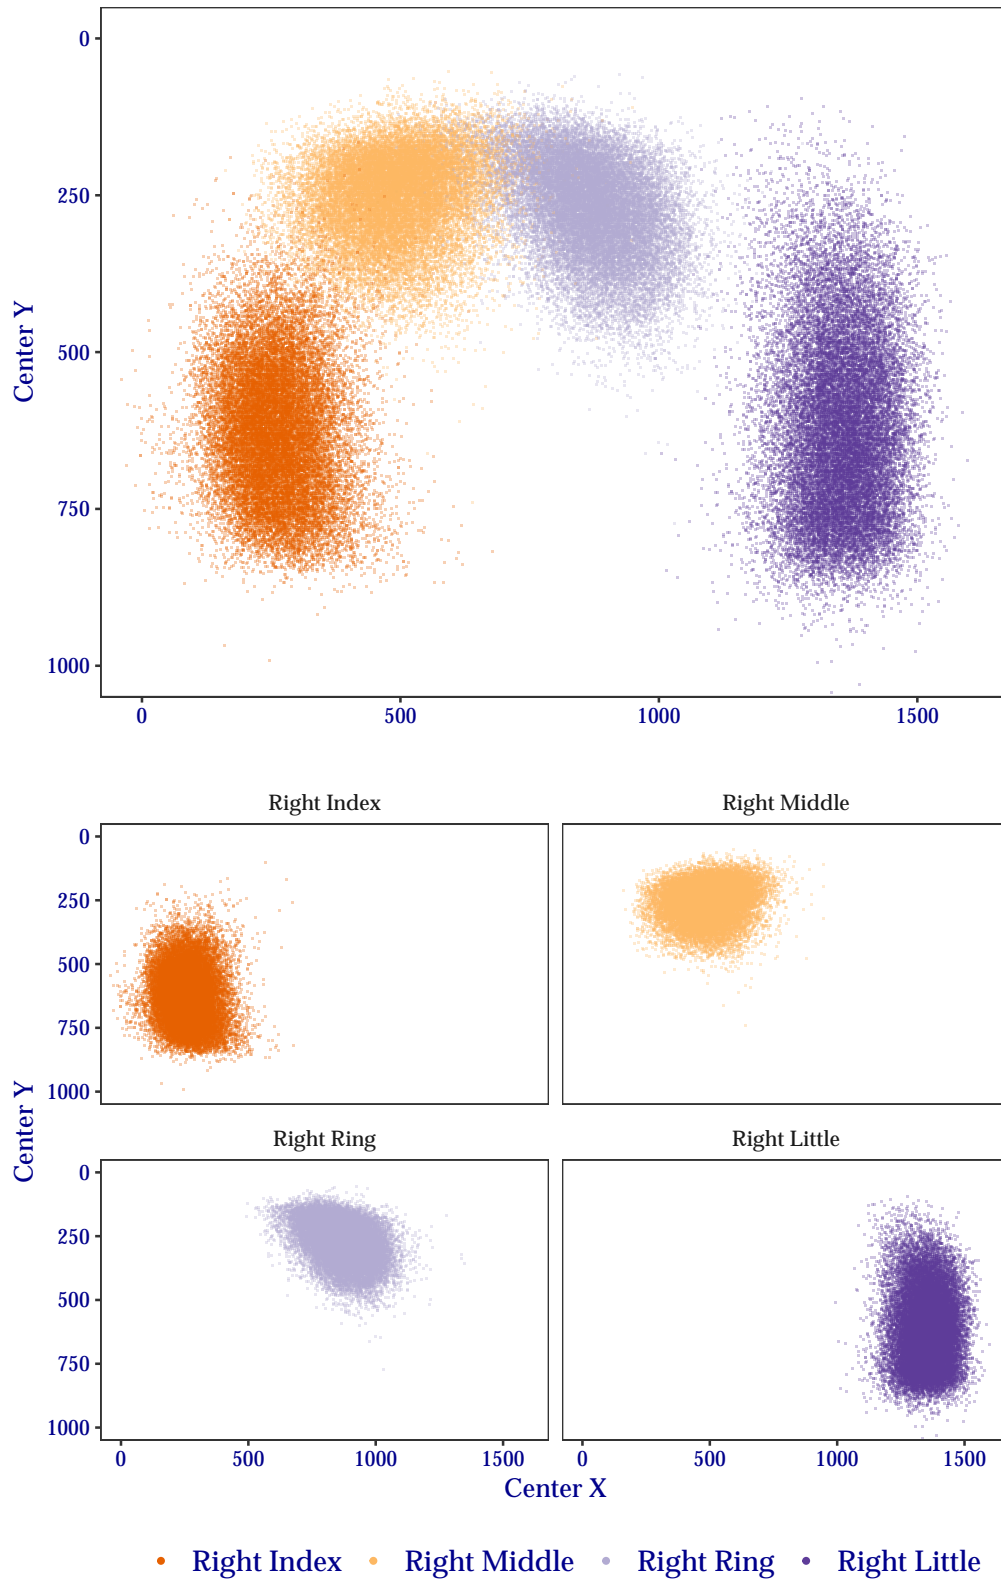 0
250
500
750
1000
Center Y
0 500 1000 1500
Right Index Right Middle
0
250
500
750
1000
Center Y
Right Ring Right Little
0
250
500
750
1000
0 500 1000 1500 0 500 1000 1500
Center X
Right Index Right Middle Right Ring Right Little